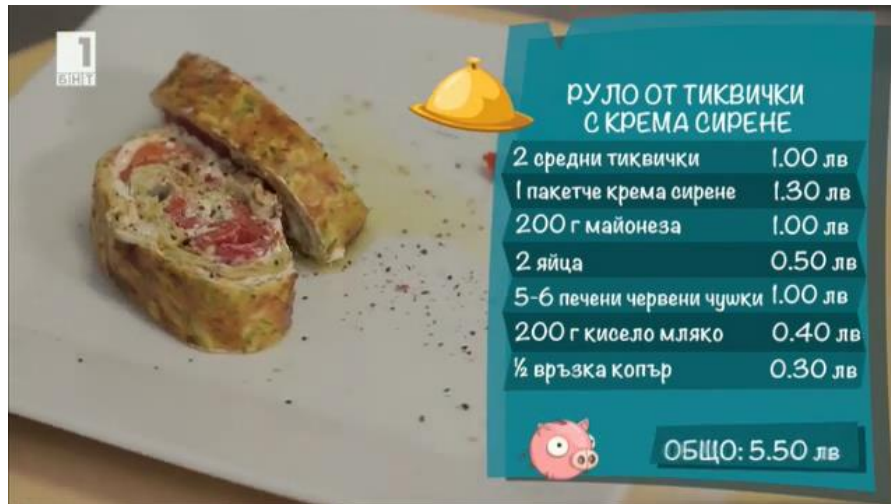 1
БНТ
РУЛО ОТ ТИКВИЧКИ
С КРЕМА СИРЕНЕ
2 средни тиквички 1.00 лв
1 пакетче крема сирене 1.30 лв
200 г майонеза 1.00 лв
2 яйца 0.50 лв
5-6 печени червени чушки 1.00 лв
200 г кисело мляко 0.40 лв
½ връзка копър 0.30 лв
ОБЩО: 5.50 лв